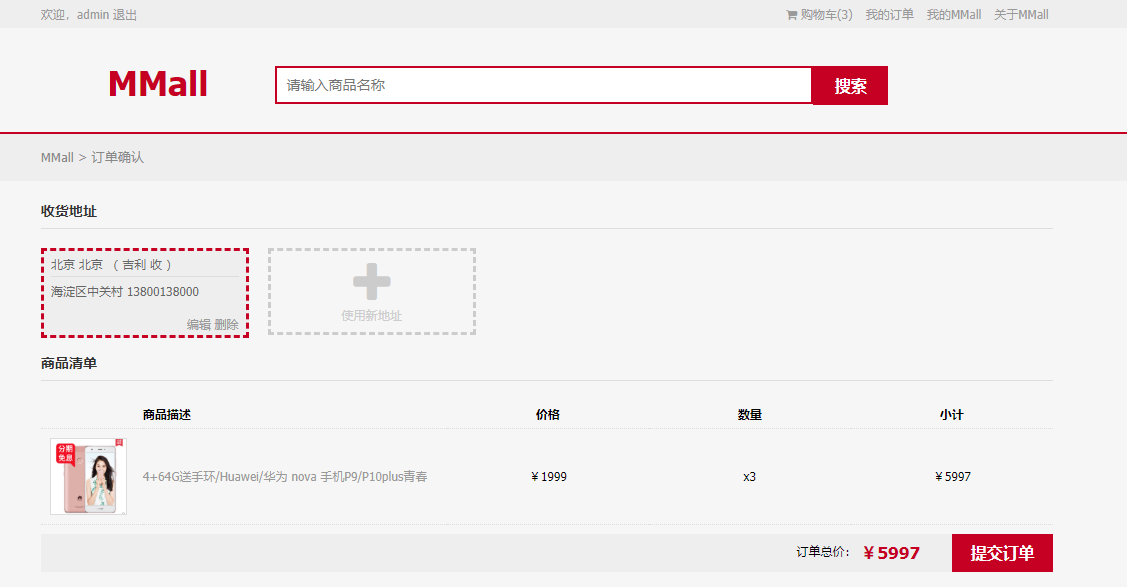 欢迎，admin 退出
购物车(3) 我的订单 我的MMall 关于MMall
MMall
请输入商品名称
搜索
MMall > 订单确认
收货地址
北京 北京 （ 吉利 收 ）
海淀区中关村 13800138000
编辑 删除
使用新地址
商品清单
商品描述 价格 数量 小计
分期
免息
4+64G送手环/Huawei/华为 nova 手机P9/P10plus青春 ￥1999 x3 ￥5997
订单总价： ￥5997 提交订单